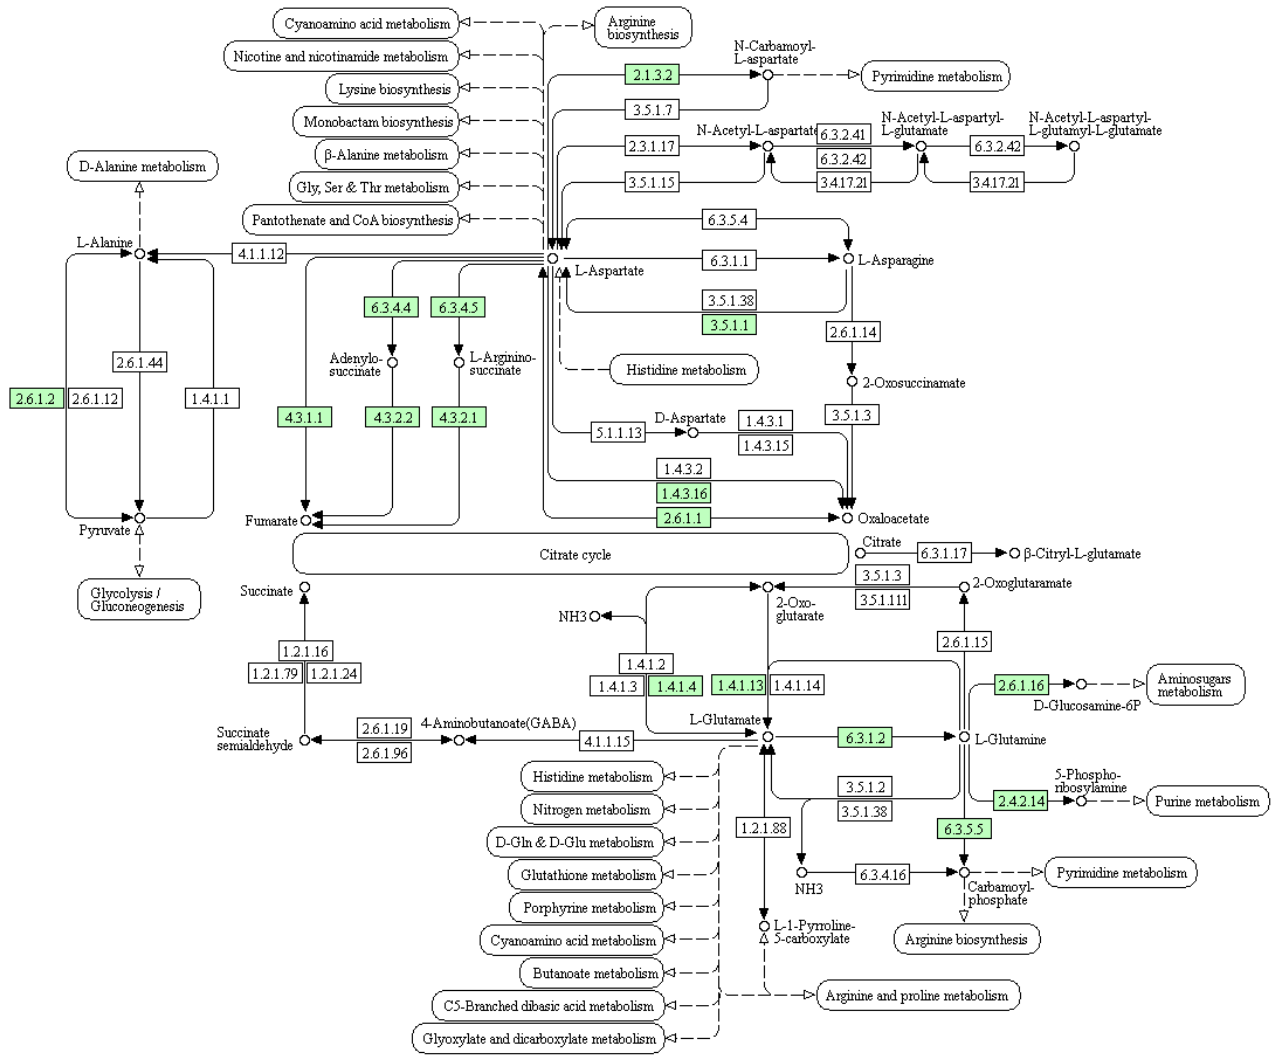 Cyanoamino acid metabolism
Arginine
biosynthesis
Nicotine and nicotinamide metabolism
N-Carbamoyl-
L-aspartate
2.1.3.2
Pyrimidine metabolism
Lysine biosynthesis
3.5.1.7
Monobactam biosynthesis
N-Acetyl-L-aspartate
6.3.2.41
N-Acetyl-L-aspartyl-
L-glutamate
N-Acetyl-L-aspartyl-
L-glutamyl-L-glutamate
2.3.1.17
6.3.2.42
6.3.2.42
β-Alanine metabolism
D-Alanine metabolism
Gly, Ser & Thr metabolism
3.5.1.15
3.4.17.21
3.4.17.21
Pantothenate and CoA biosynthesis
6.3.5.4
L-Alanine
4.1.1.12
L-Aspartate
6.3.1.1
L-Asparagine
6.3.4.4
6.3.4.5
3.5.1.38
3.5.1.1
2.6.1.14
2.6.1.44
Adenylo-
succinate
L-Arginino-
succinate
Histidine metabolism
2-Oxosuccinamate
2.6.1.2
2.6.1.12
1.4.1.1
4.3.1.1
4.3.2.2
4.3.2.1
D-Aspartate
1.4.3.1
3.5.1.3
5.1.1.13
1.4.3.15
1.4.3.2
1.4.3.16
Pyruvate
Fumarate
2.6.1.1
Oxaloacetate
Citrate cycle
Citrate
6.3.1.17
β-Citryl-L-glutamate
Glycolysis /
Gluconeogenesis
Succinate
3.5.1.3
3.5.1.111
2-Oxoglutaramate
NH3
2-Oxo-
glutarate
1.2.1.16
1.2.1.79
1.2.1.24
1.4.1.2
1.4.1.3
1.4.1.4
1.4.1.13
1.4.1.14
2.6.1.15
2.6.1.16
Aminosugars
metabolism
D-Glucosamine-6P
Succinate
semialdehyde
2.6.1.19
2.6.1.96
4-Aminobutanoate(GABA)
4.1.1.15
L-Glutamate
6.3.1.2
L-Glutamine
Histidine metabolism
3.5.1.2
3.5.1.38
5-Phospho-
ribosylamine
2.4.2.14
Purine metabolism
Nitrogen metabolism
1.2.1.88
6.3.5.5
D-Gln & D-Glu metabolism
Glutathione metabolism
NH3
6.3.4.16
Carbamoyl-
phosphate
Pyrimidine metabolism
Porphyrine metabolism
L-1-Pyrroline-
5-carboxylate
Arginine biosynthesis
Cyanoamino acid metabolism
Butanoate metabolism
C5-Branched dibasic acid metabolism
Arginine and proline metabolism
Glyoxylate and dicarboxylate metabolism